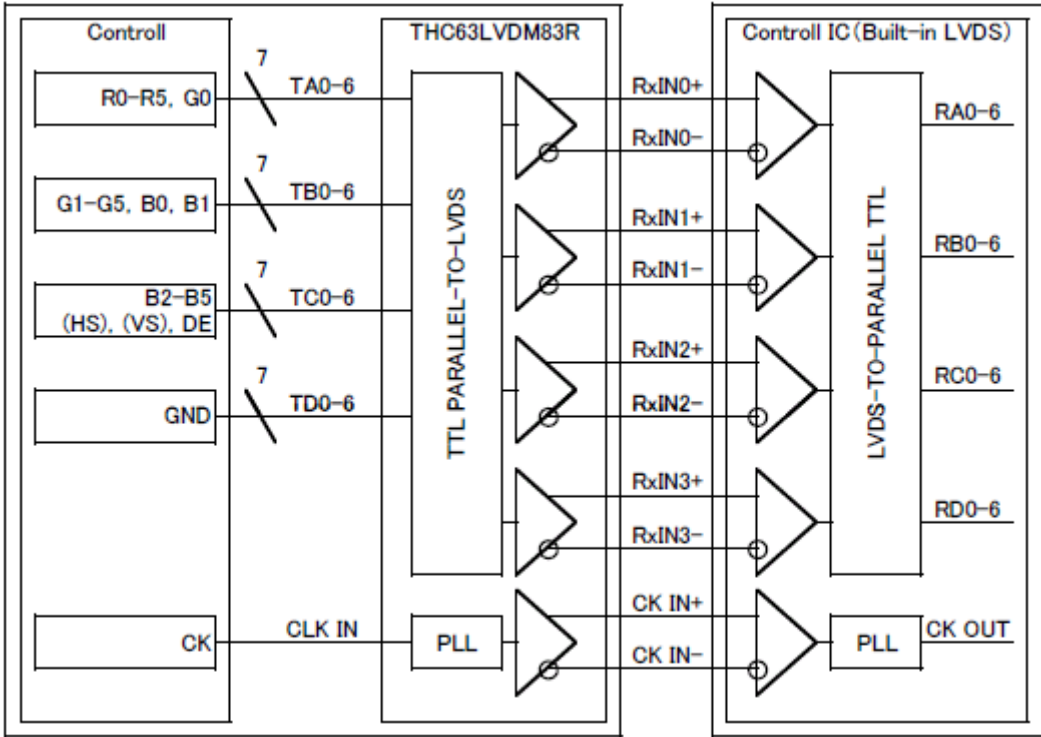 Controll
THC63LVDM83R
Controll IC(Built-in LVDS)
R0-R5, G0
7
TA0-6
RxIN0+
RxIN0-
RA0-6
G1-G5, B0, B1
7
TB0-6
RxIN1+
RxIN1-
RB0-6
B2-B5
(HS), (VS), DE
7
TC0-6
RxIN2+
RxIN2-
RC0-6
GND
7
TD0-6
RxIN3+
RxIN3-
RD0-6
TTL PARALLEL-TO-LVDS
LVDS-TO-PARALLEL TTL
CK
CLK IN
PLL
CK IN+
CK IN-
PLL
CK OUT